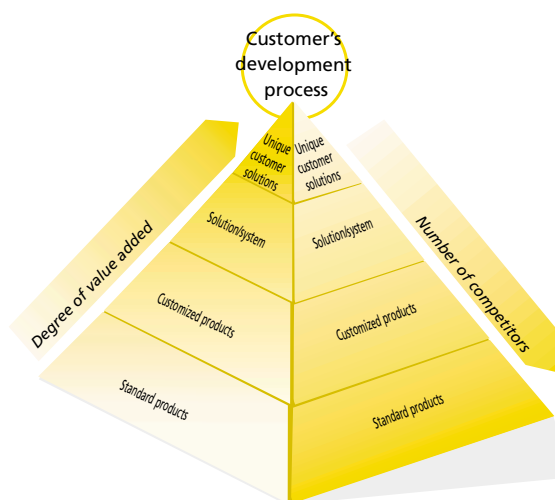 Customer's
development
process
Unique
customer
solutions
Unique
customer
solutions
Solution/system
Solution/system
Customized products
Customized products
Standard products
Standard products
Degree of value added
Number of competitors